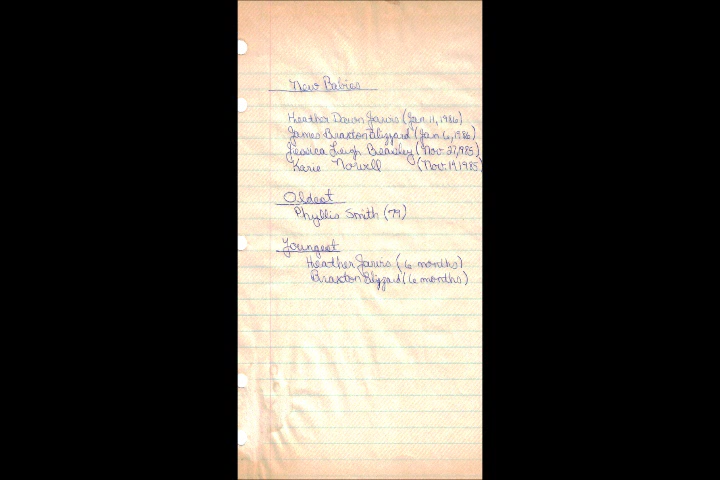 New Babies
Heather Dawn Jarvis (Jan 11, 1986)
James Braxton Blizzard (Jan 6, 1986)
Jessica Leigh Beasley (Nov. 27, 1985)
Karie Norvell (Nov. 19, 1985)
Oldest
Phyllis Smith (79)
Youngest
Heather Jarvis (6 months)
Braxton Blizzard (6 months)